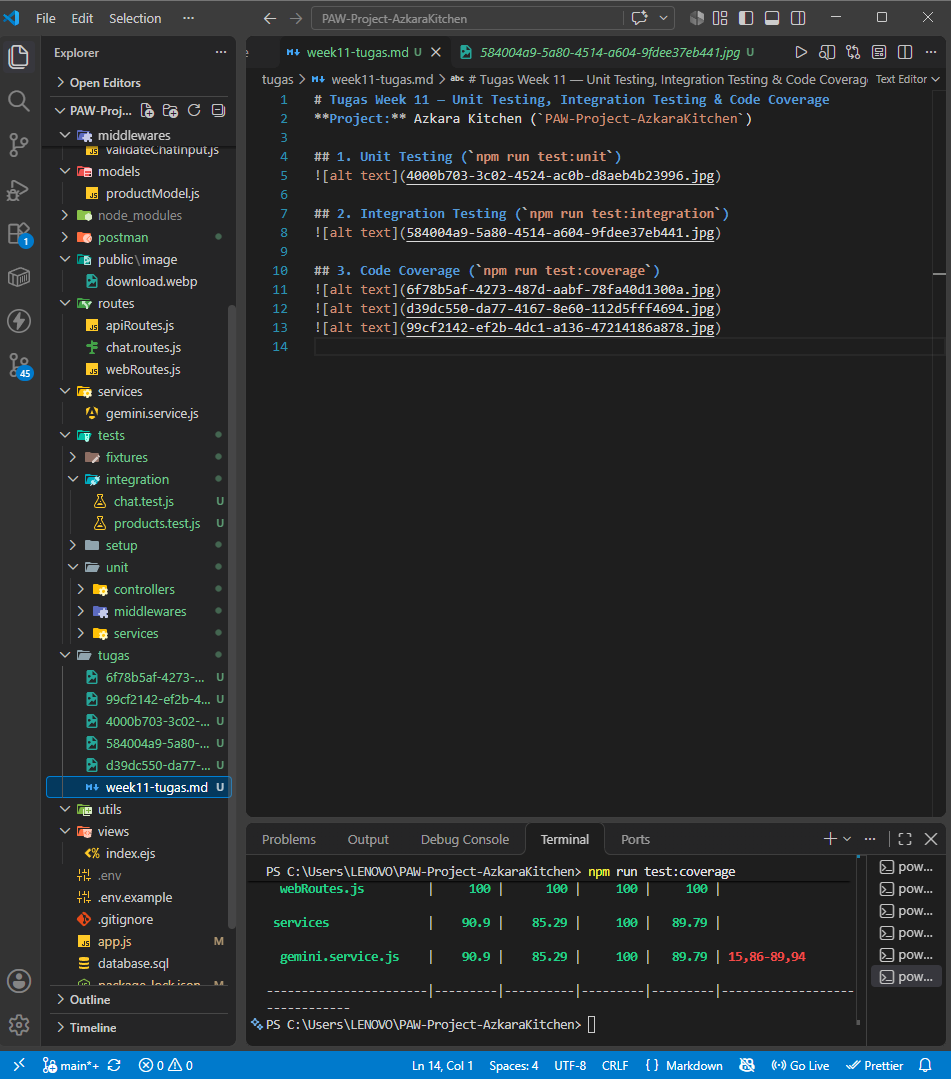 File Edit Selection ···
PAW-Project-AzkaraKitchen
Explorer
Open Editors
PAW-Proj...
middlewares
validateChatInput.js
models
productModel.js
node_modules
postman
public\image
download.webp
routes
apiRoutes.js
chat.routes.js
webRoutes.js
services
gemini.service.js
tests
fixtures
integration
chat.test.js U
products.test.js U
setup
unit
controllers
middlewares
services
tugas
6f78b5af-4273-... U
99cf2142-ef2b-4... U
4000b703-3c02-... U
584004a9-5a80-... U
d39dc550-da77-... U
week11-tugas.md U
utils
views
index.ejs
.env
.env.example
.gitignore
app.js M
database.sql
package-lock.json M
Outline
Timeline
1
45
week11-tugas.md U
584004a9-5a80-4514-a604-9fdee37eb441.jpg U
tugas > week11-tugas.md > abc # Tugas Week 11 — Unit Testing, Integration Testing & Code Coverage
Text Editor
1 # Tugas Week 11 — Unit Testing, Integration Testing & Code Coverage
2 **Project:** Azkara Kitchen (`PAW-Project-AzkaraKitchen`)
3
4 ## 1. Unit Testing (`npm run test:unit`)
5 ![alt text](4000b703-3c02-4524-ac0b-d8aeb4b23996.jpg)
6
7 ## 2. Integration Testing (`npm run test:integration`)
8 ![alt text](584004a9-5a80-4514-a604-9fdee37eb441.jpg)
9
10 ## 3. Code Coverage (`npm run test:coverage`)
11 ![alt text](6f78b5af-4273-487d-aabf-78fa40d1300a.jpg)
12 ![alt text](d39dc550-da77-4167-8e60-112d5fff4694.jpg)
13 ![alt text](99cf2142-ef2b-4dc1-a136-47214186a878.jpg)
14
Problems Output Debug Console Terminal Ports
PS C:\Users\LENOVO\PAW-Project-AzkaraKitchen> npm run test:coverage
webRoutes.js | 100 | 100 | 100 | 100 |
services | 90.9 | 85.29 | 100 | 89.79 |
gemini.service.js | 90.9 | 85.29 | 100 | 89.79 | 15,86-89,94
-----------------------|---------|----------|---------|---------|-------------------------------
PS C:\Users\LENOVO\PAW-Project-AzkaraKitchen>
pow...
pow...
pow...
pow...
pow...
pow...
main*+ 0 0 Ln 14, Col 1 Spaces: 4 UTF-8 CRLF { } Markdown Go Live Prettier